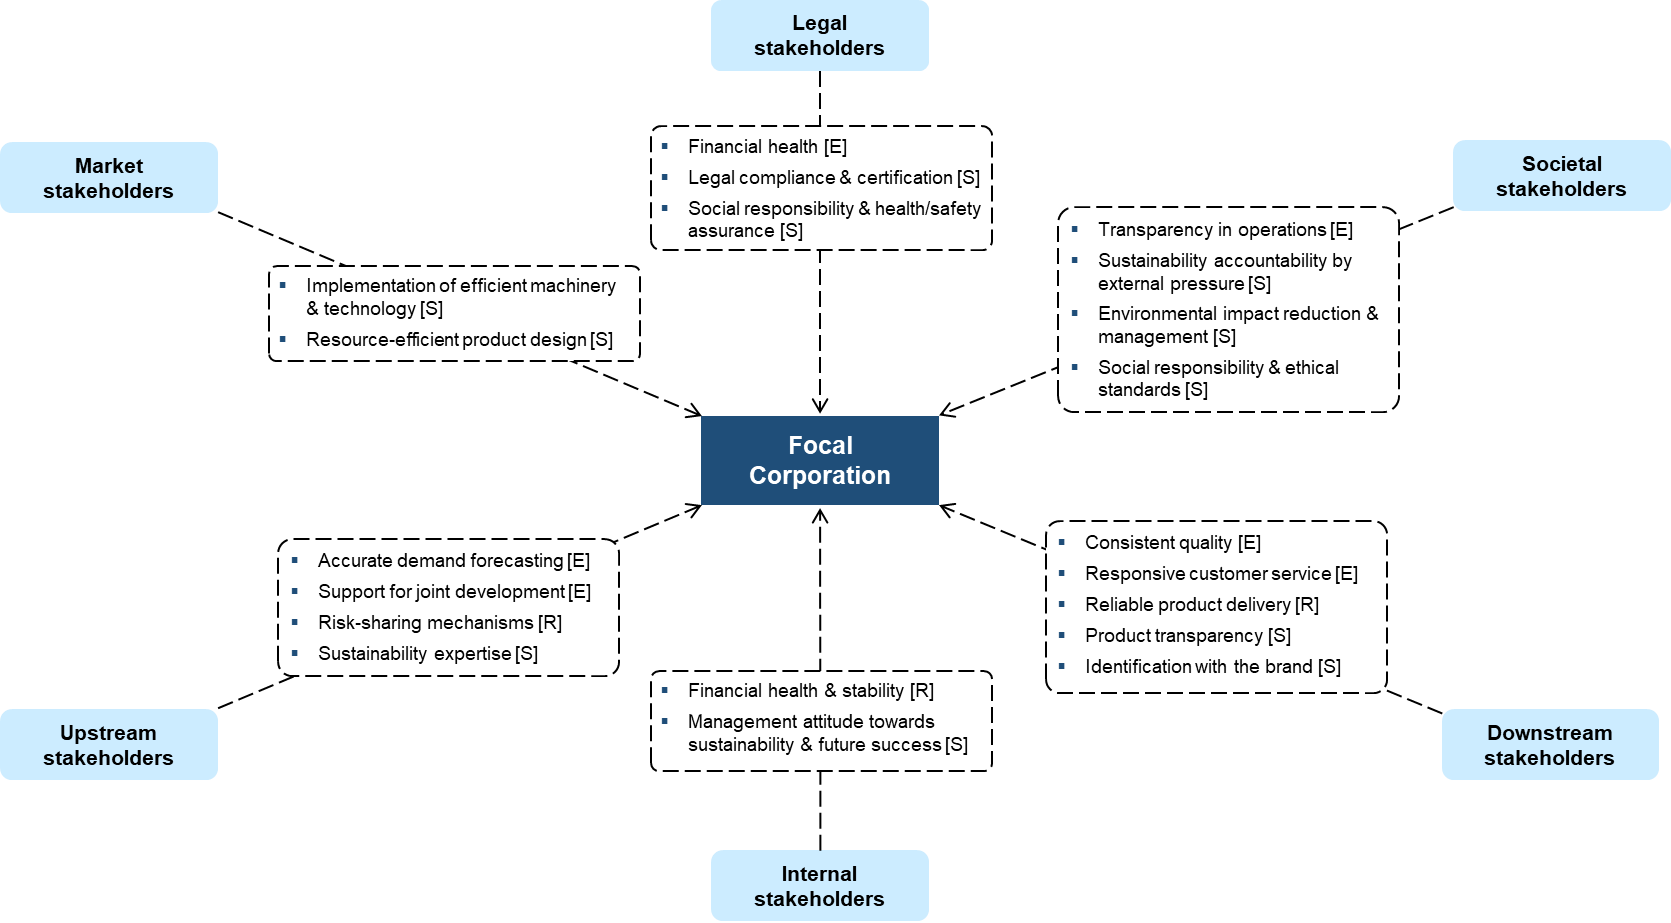 Legal
stakeholders
Financial health [E]
Legal compliance & certification [S]
Social responsibility & health/safety
assurance [S]
Market
stakeholders
Implementation of efficient machinery
& technology [S]
Resource-efficient product design [S]
Societal
stakeholders
Transparency in operations [E]
Sustainability accountability by
external pressure [S]
Environmental impact reduction &
management [S]
Social responsibility & ethical
standards [S]
Focal
Corporation
Accurate demand forecasting [E]
Support for joint development [E]
Risk-sharing mechanisms [R]
Sustainability expertise [S]
Upstream
stakeholders
Financial health & stability [R]
Management attitude towards
sustainability & future success [S]
Internal
stakeholders
Consistent quality [E]
Responsive customer service [E]
Reliable product delivery [R]
Product transparency [S]
Identification with the brand [S]
Downstream
stakeholders